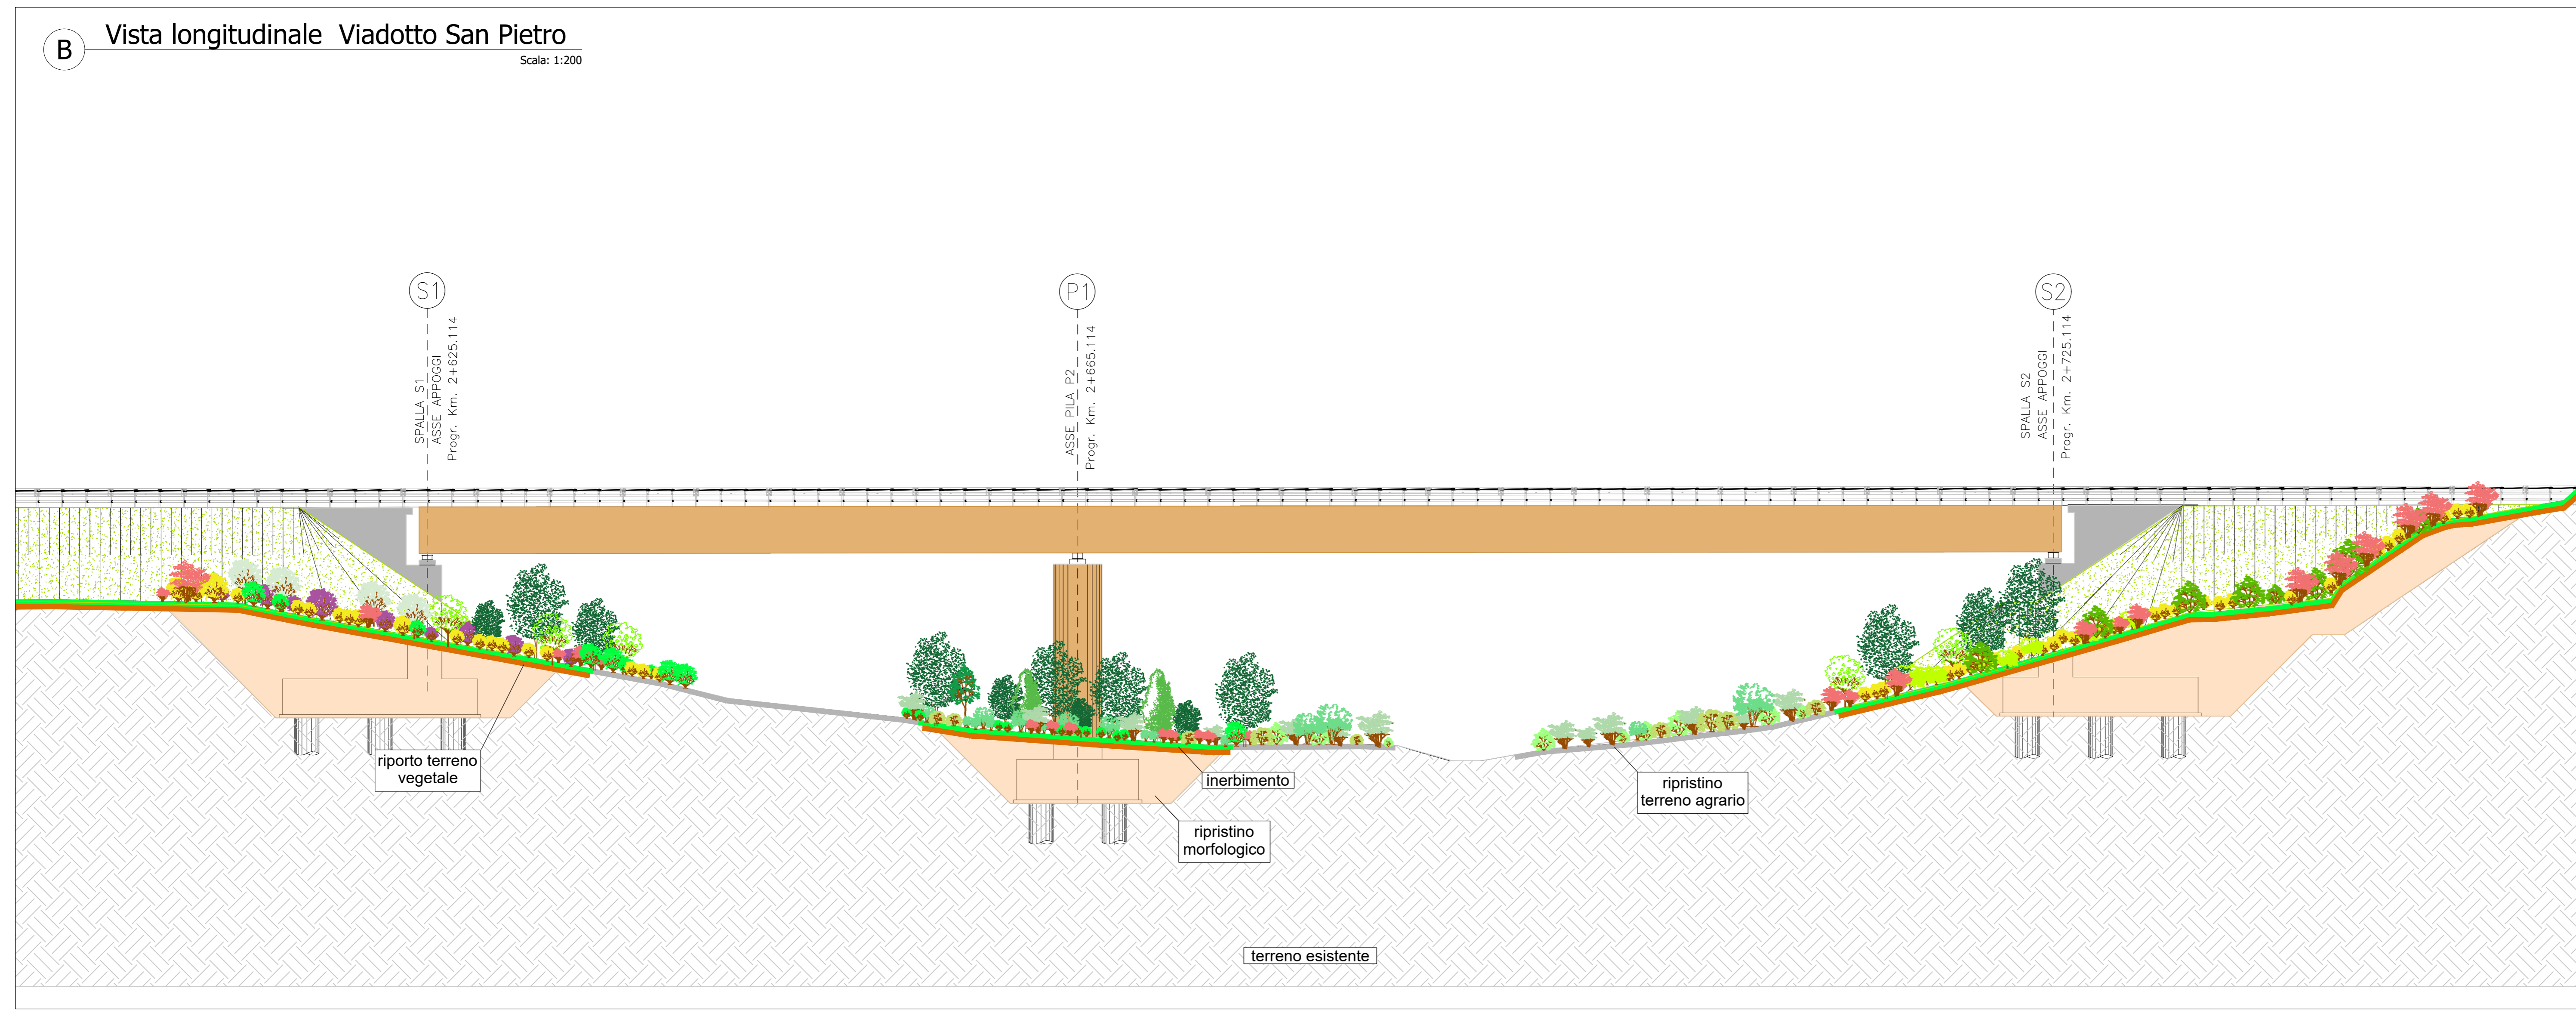 B
Vista longitudinale Viadotto San Pietro
Scala: 1:200
S1
SPALLA S1
ASSE APPOGGI
Progr. Km. 2+625.114
P1
ASSE PILA P2
Progr. Km. 2+665.114
S2
SPALLA S2
ASSE APPOGGI
Progr. Km. 2+725.114
riporto terreno
vegetale
inerbimento
ripristino
morfologico
ripristino
terreno agrario
terreno esistente